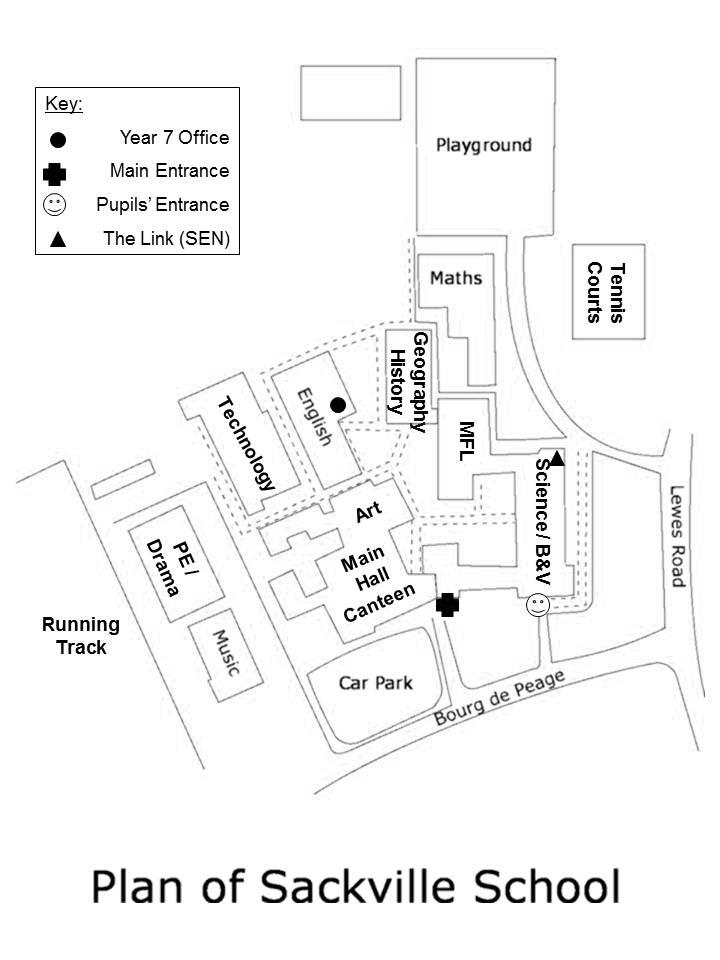 Key:
Year 7 Office
Main Entrance
Pupils' Entrance
The Link (SEN)
Playground
Tennis
Courts
Maths
Geography
History
English
Technology
MFL
Science / B&V
Art
Main
Hall
Canteen
PE /
Drama
Music
Running
Track
Car Park
Bourg de Peage
Lewes Road
Plan of Sackville School